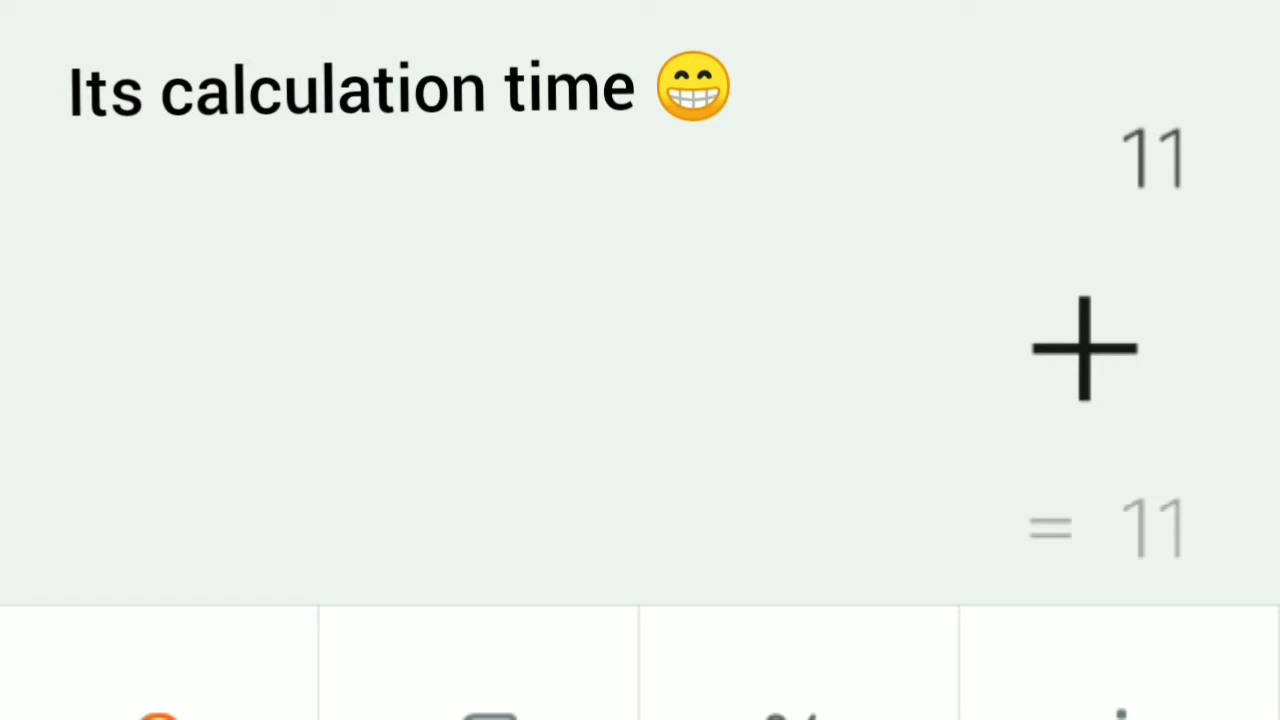 Its calculation time 😁
11
+
= 11